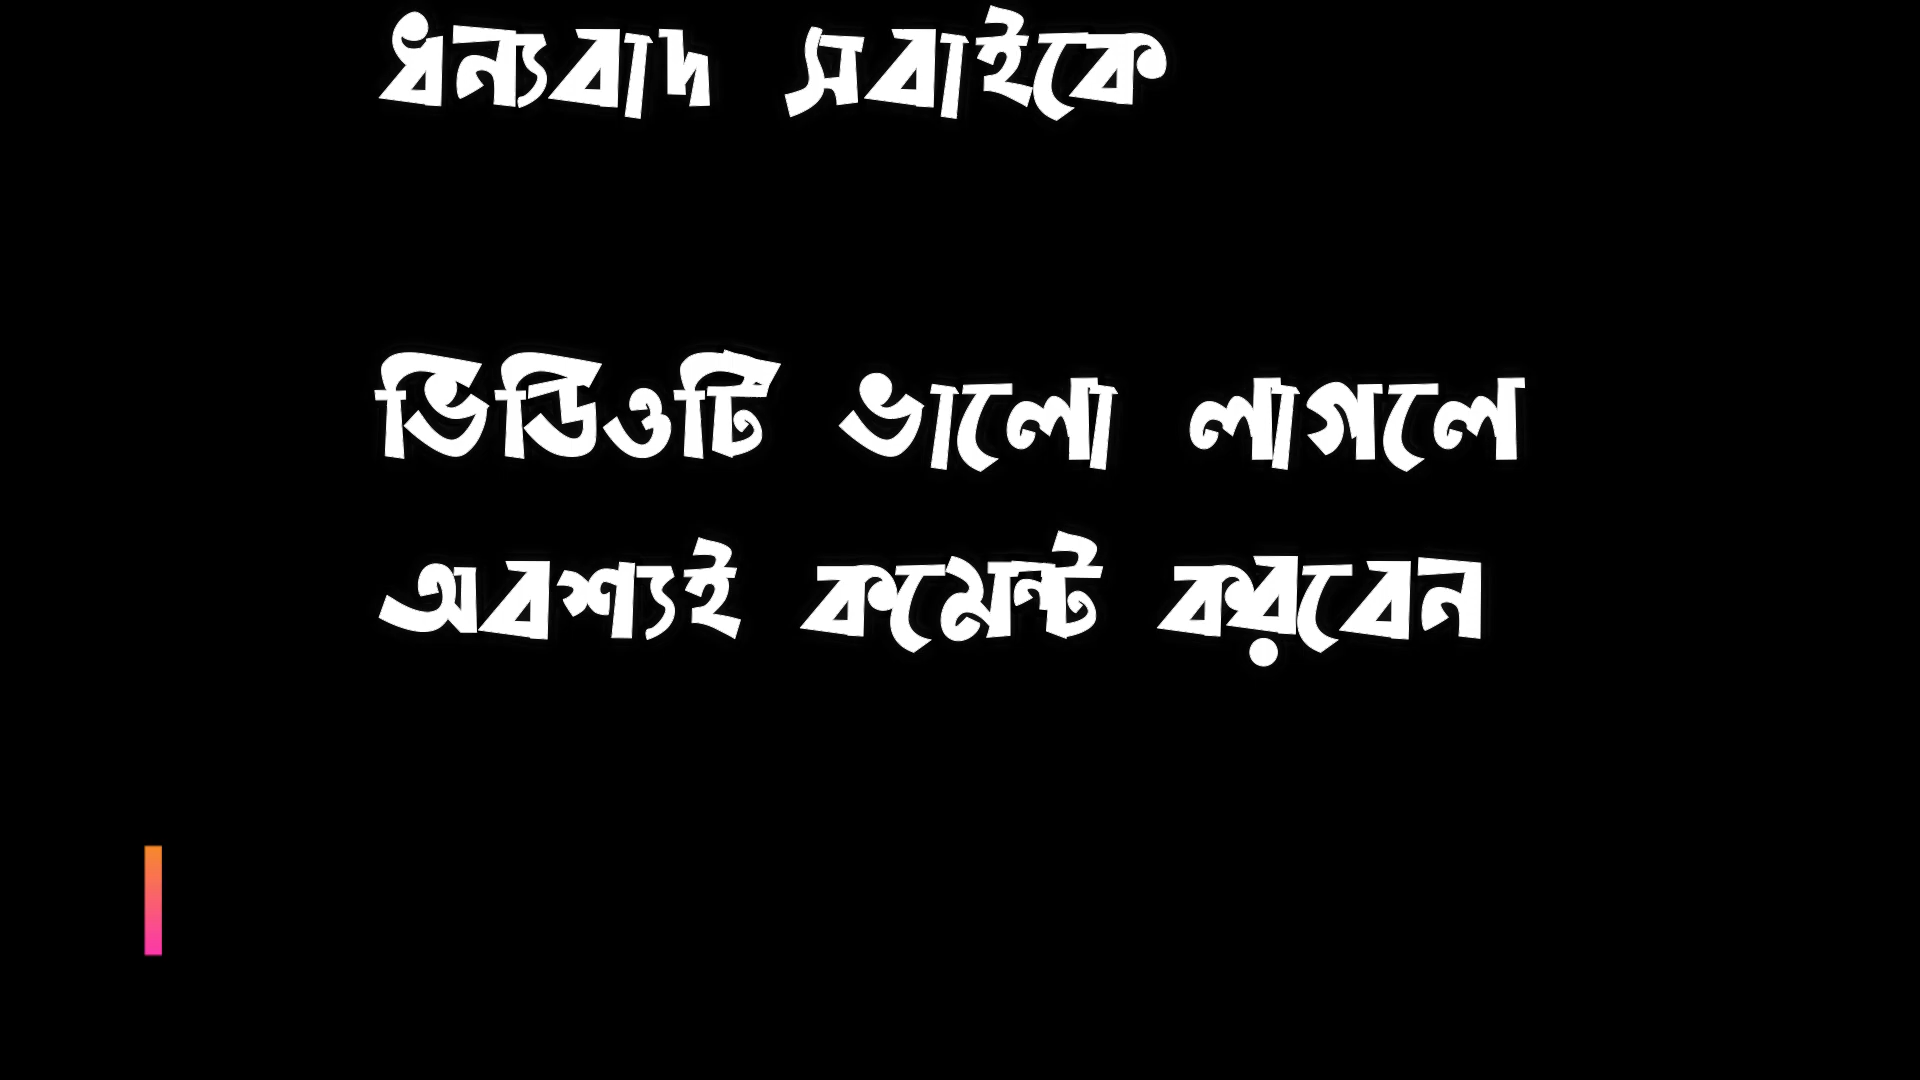 ধন্যবাদ সবাইকে
ভিডিওটি ভালো লাগলে
অবশ্যই কমেন্ট করবেন